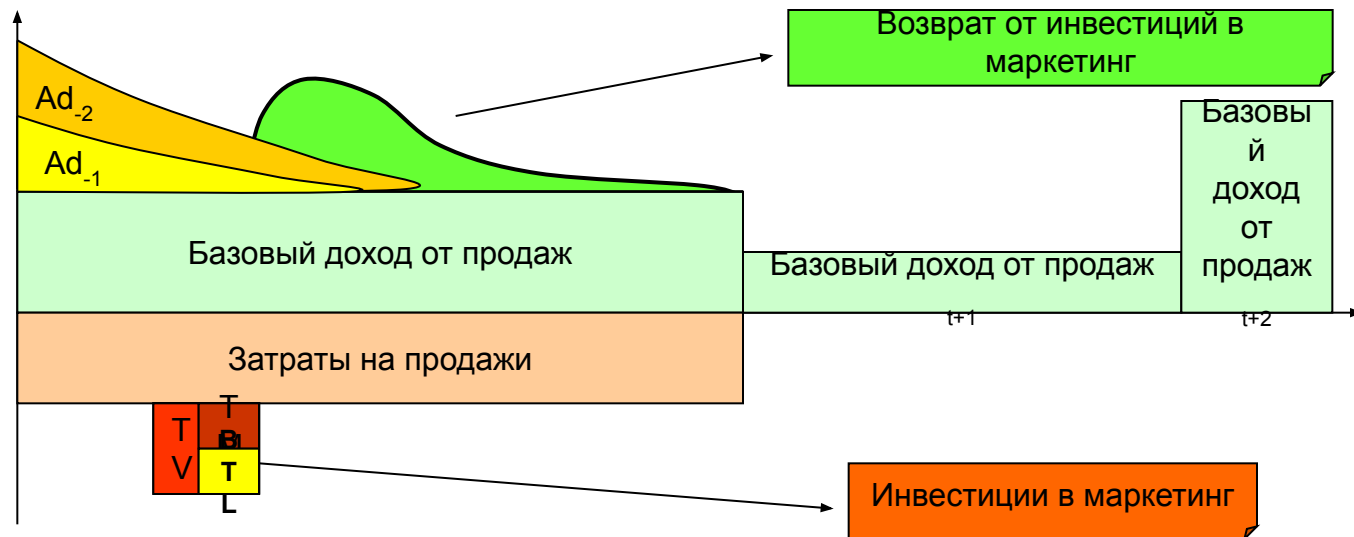 Возврат от инвестиций в
маркетинг
Ad-2
Ad-1
Базовы
й
доход
от
продаж
Базовый доход от продаж
Базовый доход от продаж
t+1
t+2
Затраты на продажи
T
V
T
B
T
L
Инвестиции в маркетинг